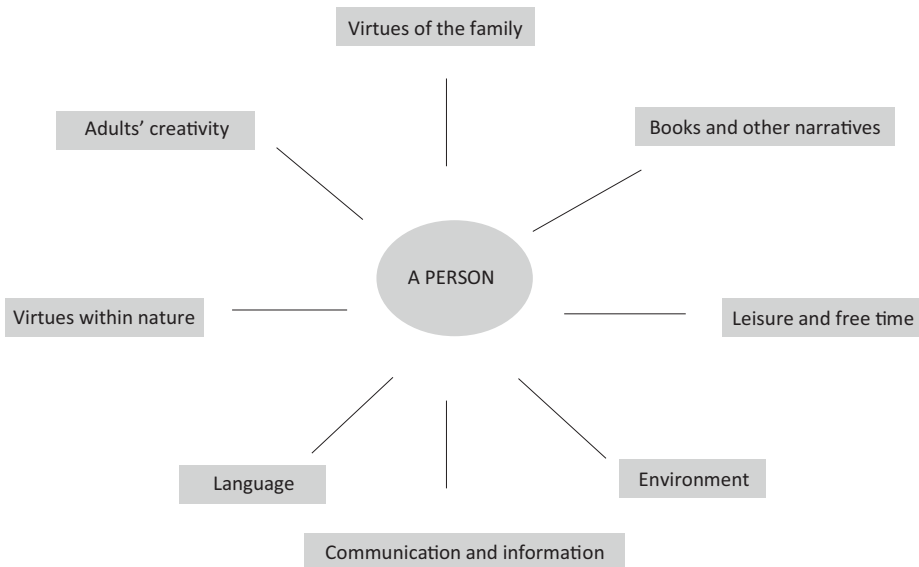 Virtues of the family
Adults’ creativity
Books and other narratives
A PERSON
Virtues within nature
Leisure and free time
Language
Environment
Communication and information